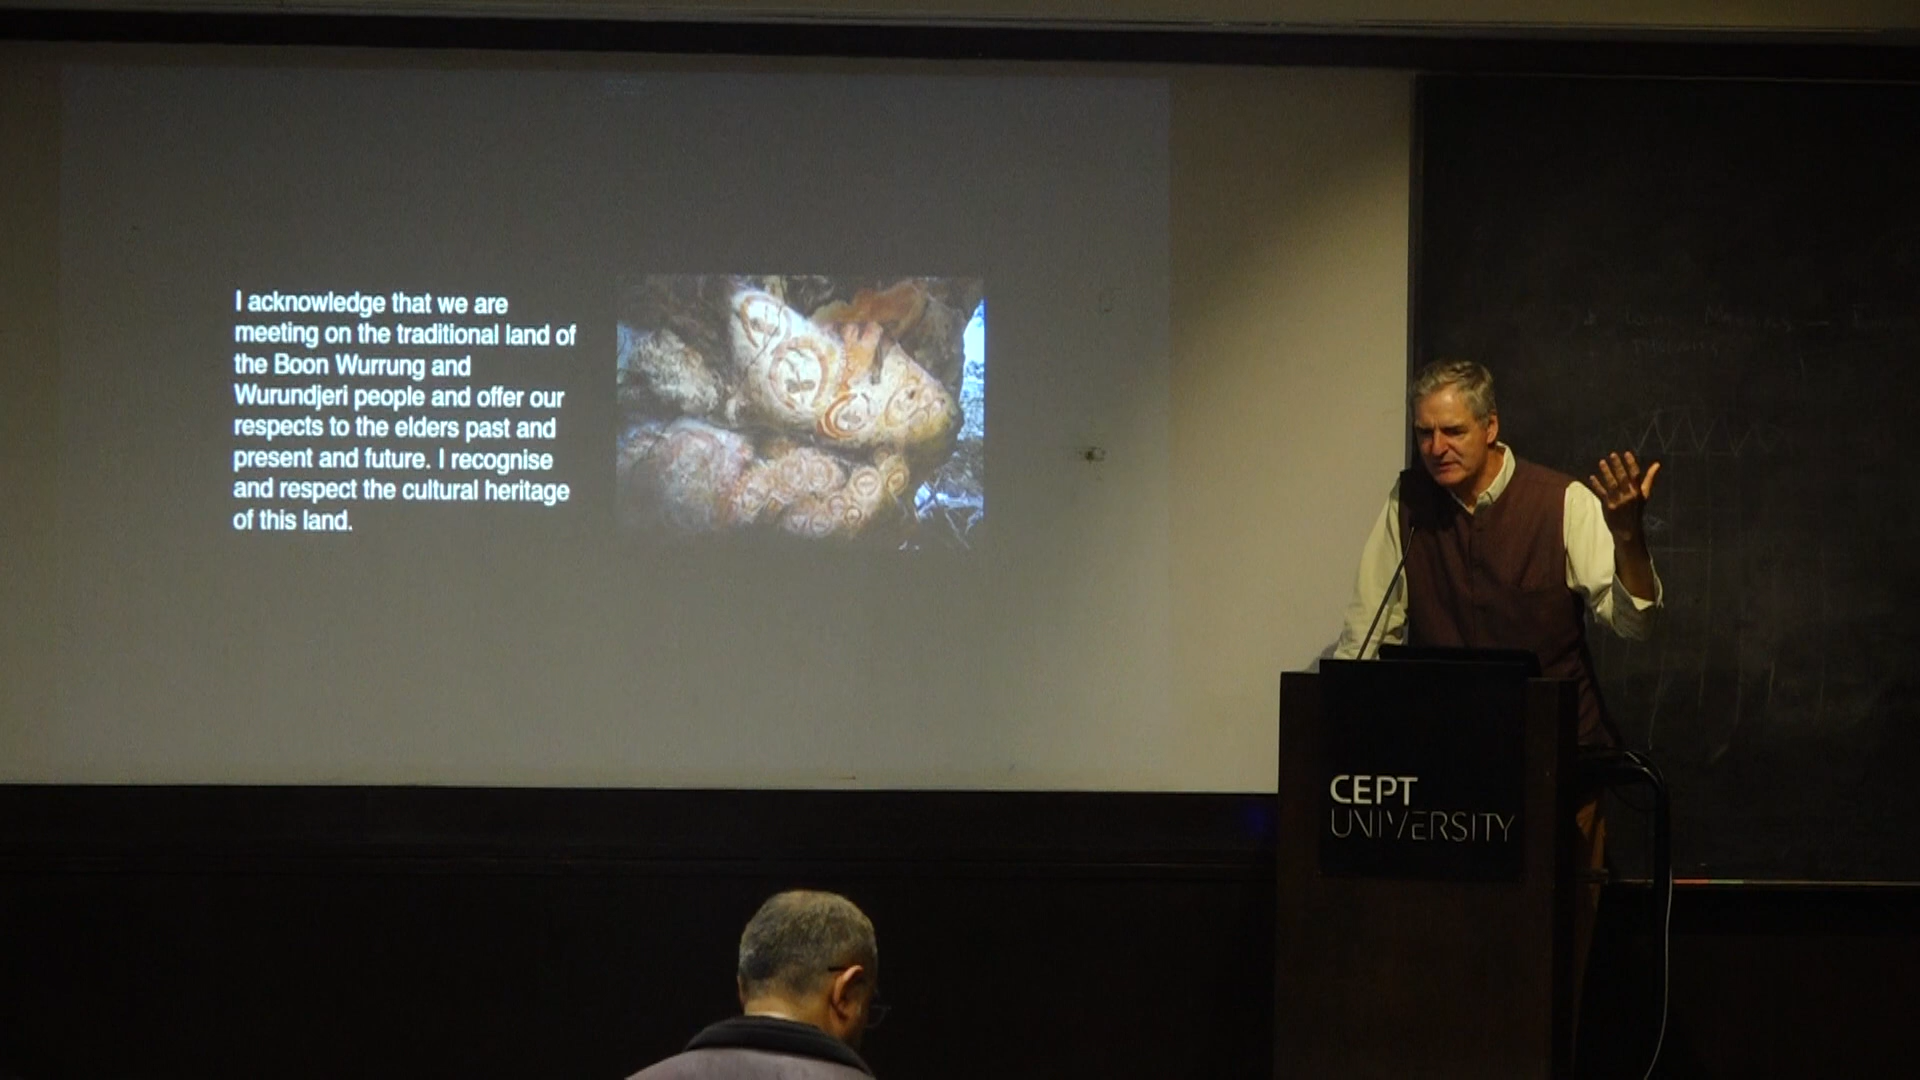 I acknowledge that we are
meeting on the traditional land of
the Boon Wurrung and
Wurundjeri people and offer our
respects to the elders past and
present and future. I recognise
and respect the cultural heritage
of this land.
CEPT
UNIVERSITY